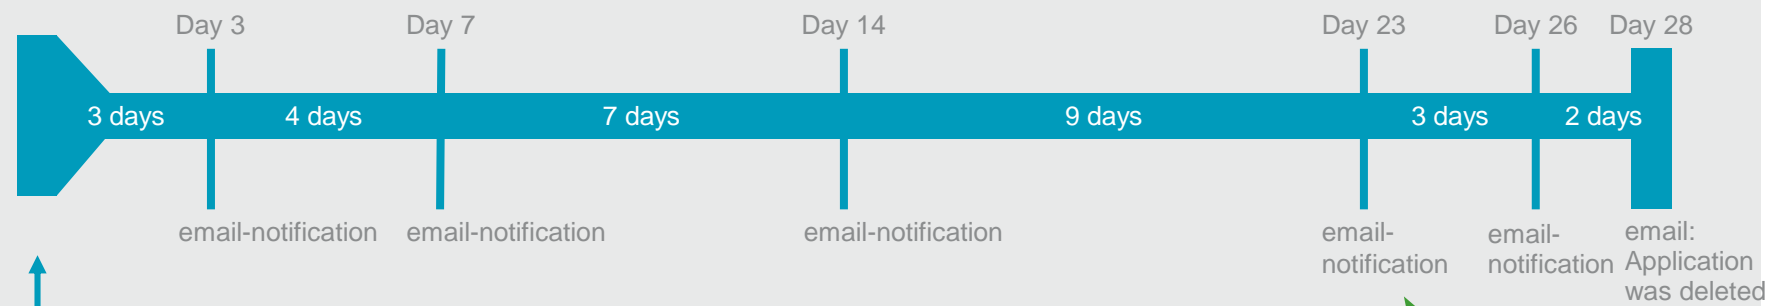 Day 3
Day 7
Day 14
Day 23
Day 26
Day 28
3 days
4 days
7 days
9 days
3 days
2 days
email-notification
email-notification
email-notification
email-
notification
email-
notification
email:
Application
was deleted